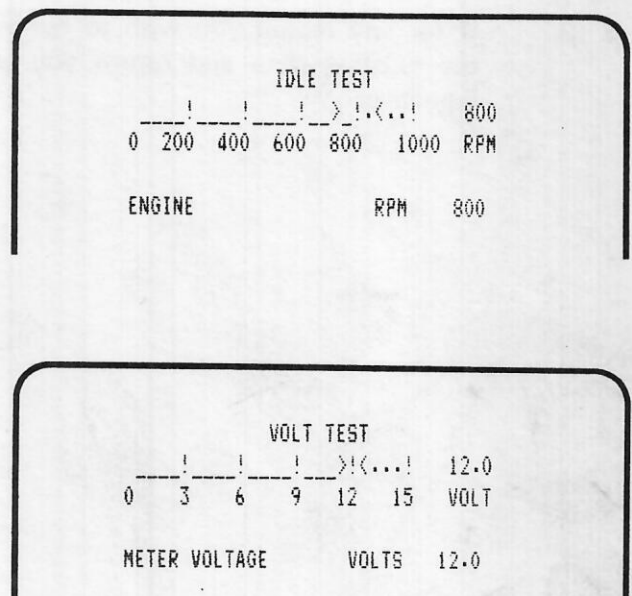 IDLE TEST
____!____!____!__>_!.<..! 800
0 200 400 600 800 1000 RPM
ENGINE RPM 800
VOLT TEST
____!____!____!___>!<...! 12.0
0 3 6 9 12 15 VOLT
METER VOLTAGE VOLTS 12.0